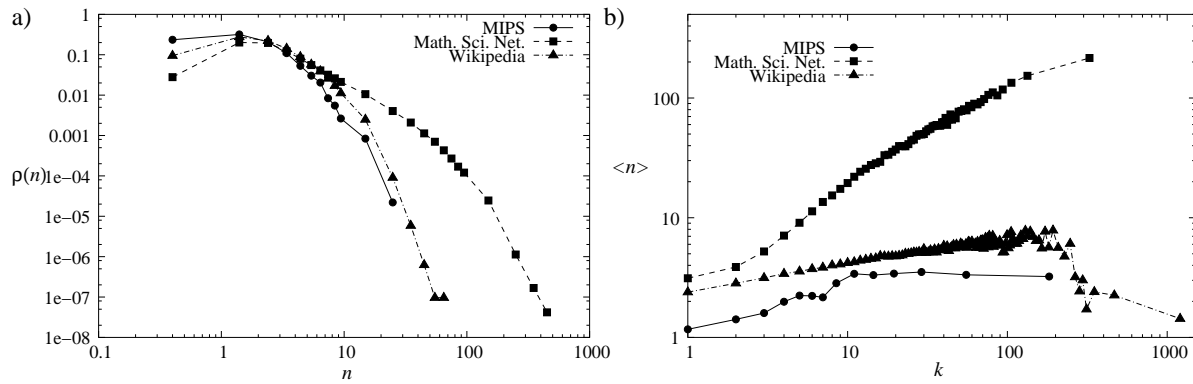 a)
1
0.1
0.01
0.001
1e-04
1e-05
1e-06
1e-07
1e-08
ρ(n)
0.1
1
10
100
1000
n
MIPS
Math. Sci. Net.
Wikipedia
b)
100
10
1
<n>
1
10
100
1000
k
MIPS
Math. Sci. Net.
Wikipedia